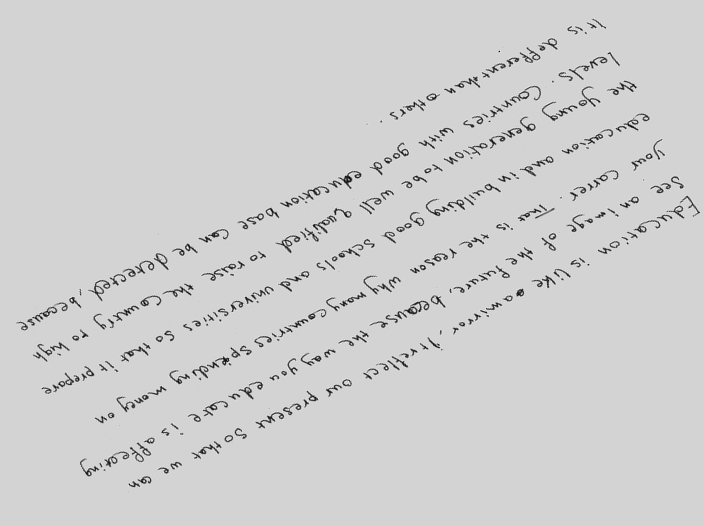 Education is like a mirror, It reflect our present so that we can
see an image of the future, because the way you educate is affecting
your carrer. That is the reason why many countries spending money on
education and in building good schools and universities so that it prepare
the young generation to be well qualified to raise the country to high
levels. Countries with good education base can be detected, because
it is defferent than others.